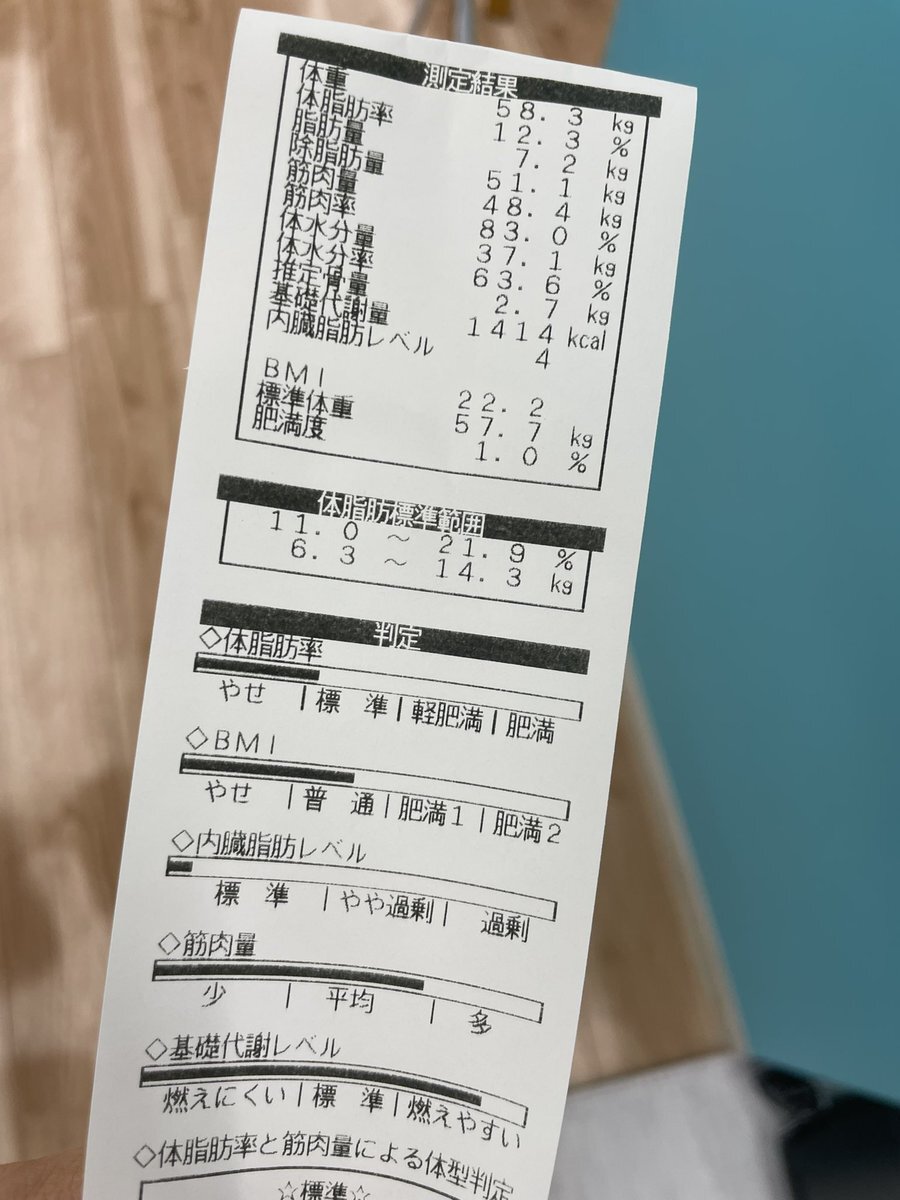 測定結果
体重 58.3 kg
体脂肪率 12.3 %
脂肪量 7.2 kg
除脂肪量 51.1 kg
筋肉量 48.4 kg
筋肉率 83.0 %
体水分量 37.1 kg
体水分率 63.6 %
推定骨量 2.7 kg
基礎代謝量 1414 kcal
内臓脂肪レベル 4
BMI 22.2
標準体重 57.7 kg
肥満度 1.0 %
体脂肪標準範囲
11.0 ~ 21.9 %
6.3 ~ 14.3 kg
判定
◇体脂肪率
やせ | 標 準 | 軽肥満 | 肥満
◇BMI
やせ | 普 通 | 肥満1 | 肥満2
◇内臓脂肪レベル
標 準 | やや過剰 | 過剰
◇筋肉量
少 | 平均 | 多
◇基礎代謝レベル
燃えにくい | 標 準 | 燃えやすい
◇体脂肪率と筋肉量による体型判定
☆標準☆